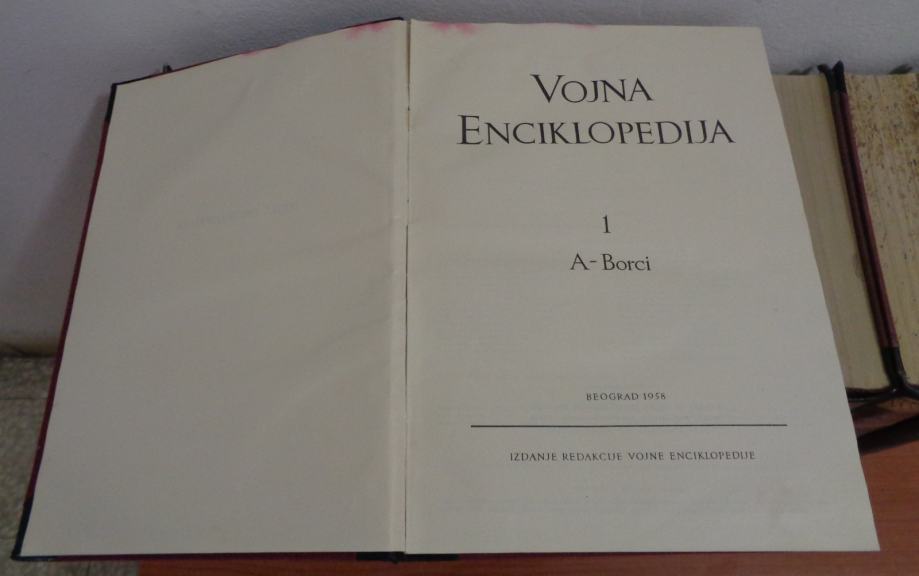 VOJNA
ENCIKLOPEDIJA
1
A-Borci
BEOGRAD 1958
IZDANJE REDAKCIJE VOJNE ENCIKLOPEDIJE